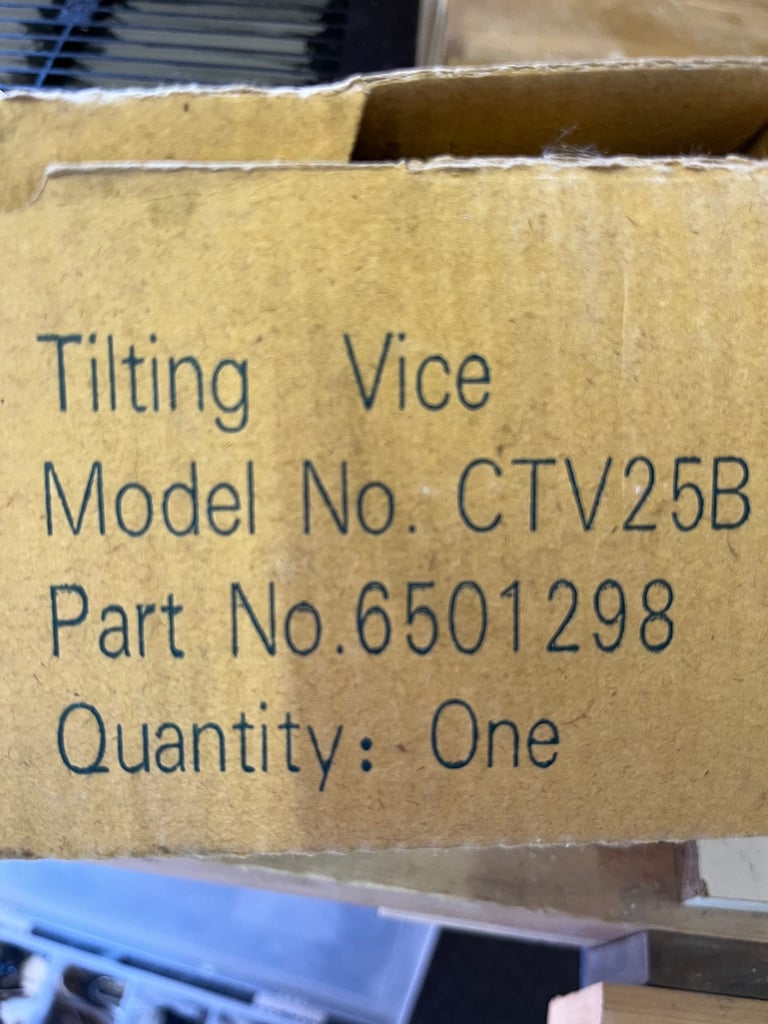 Tilting Vice
Model No. CTV25B
Part No.6501298
Quantity: One